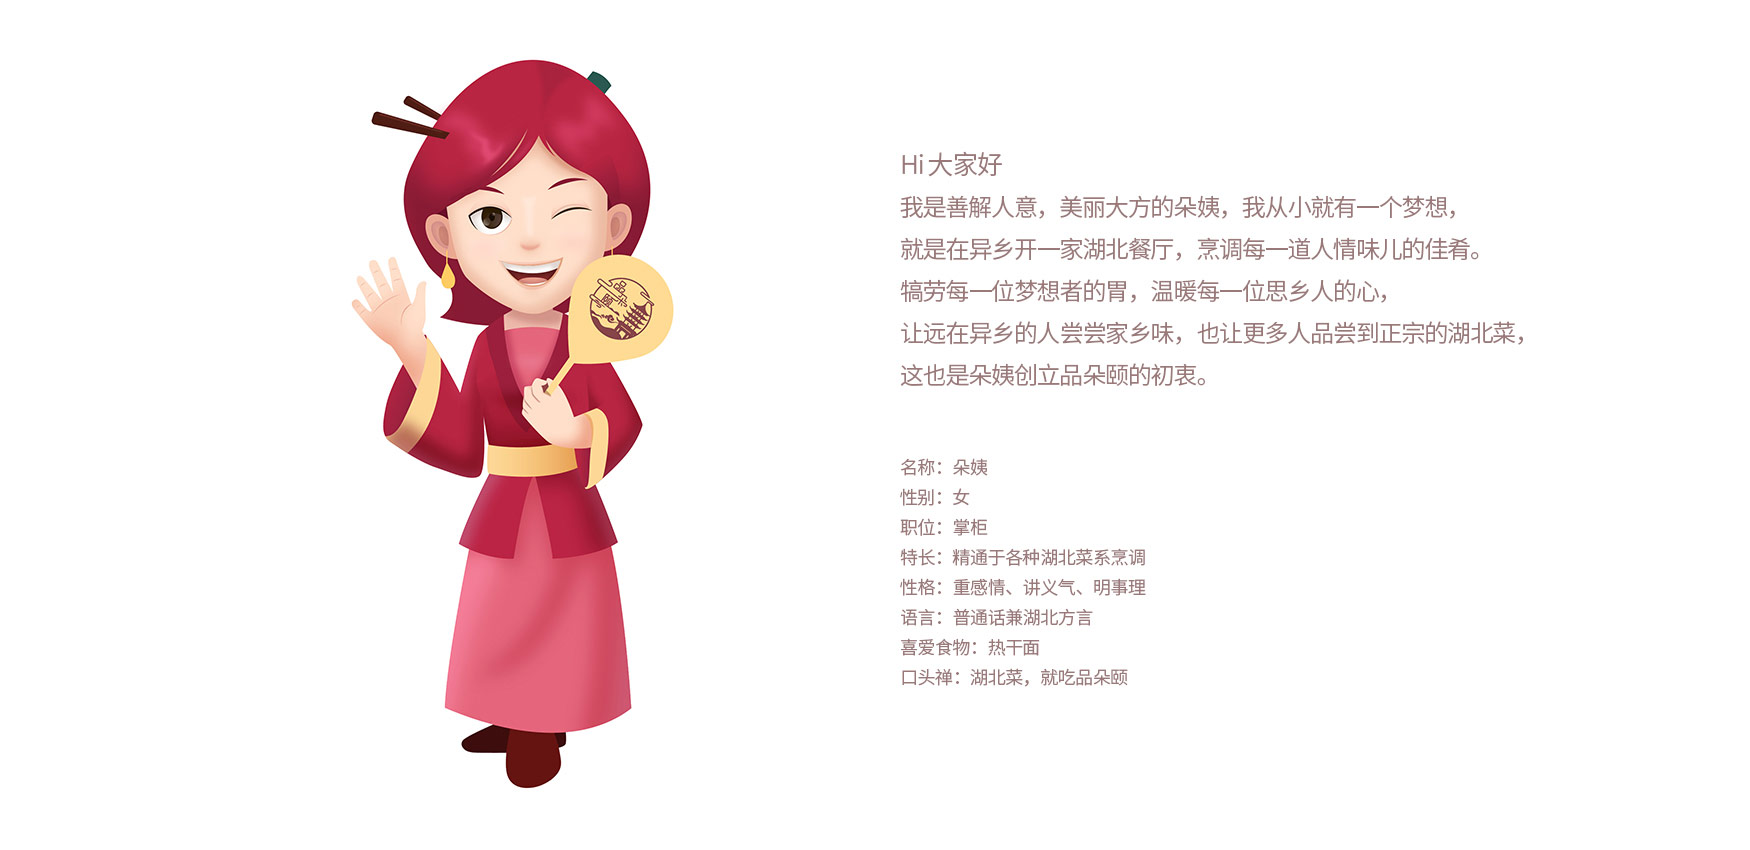 Hi 大家好
我是善解人意，美丽大方的朵姨，我从小就有一个梦想，
就是在异乡开一家湖北餐厅，烹调每一道人情味儿的佳肴。
犒劳每一位梦想者的胃，温暖每一位思乡人的心，
让远在异乡的人尝尝家乡味，也让更多人品尝到正宗的湖北菜，
这也是朵姨创立品朵颐的初衷。
名称：朵姨
性别：女
职位：掌柜
特长：精通于各种湖北菜系烹调
性格：重感情、讲义气、明事理
语言：普通话兼湖北方言
喜爱食物：热干面
口头禅：湖北菜，就吃品朵颐
品朵颐